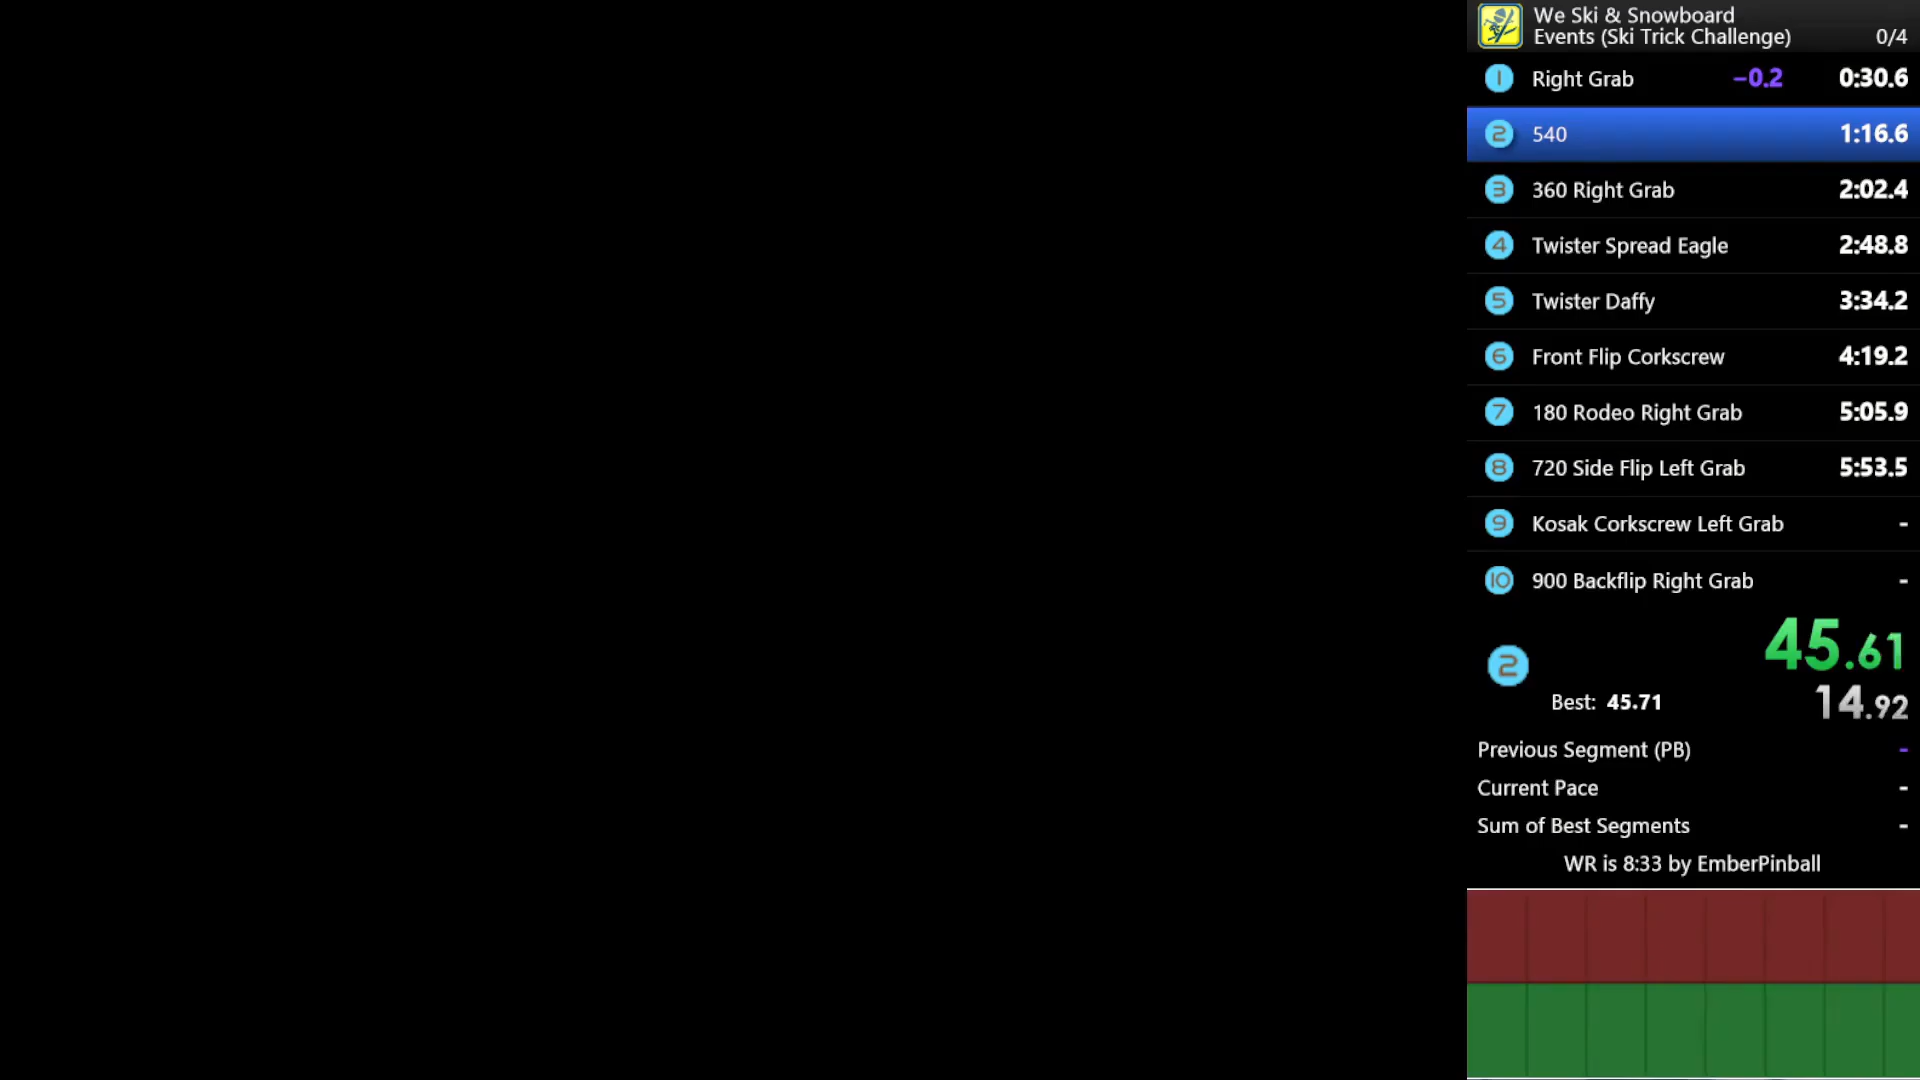 We Ski & Snowboard
Events (Ski Trick Challenge) 0/4
1 Right Grab −0.2 0:30.6
2 540 1:16.6
3 360 Right Grab 2:02.4
4 Twister Spread Eagle 2:48.8
5 Twister Daffy 3:34.2
6 Front Flip Corkscrew 4:19.2
7 180 Rodeo Right Grab 5:05.9
8 720 Side Flip Left Grab 5:53.5
9 Kosak Corkscrew Left Grab -
10 900 Backflip Right Grab -
2 45.61
Best: 45.71 14.92
Previous Segment (PB) -
Current Pace -
Sum of Best Segments -
WR is 8:33 by EmberPinball